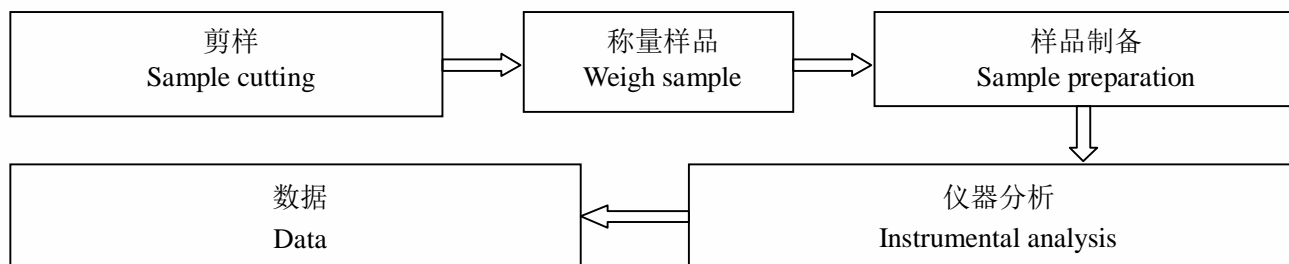 剪样
Sample cutting
称量样品
Weigh sample
样品制备
Sample preparation
仪器分析
Instrumental analysis
数据
Data